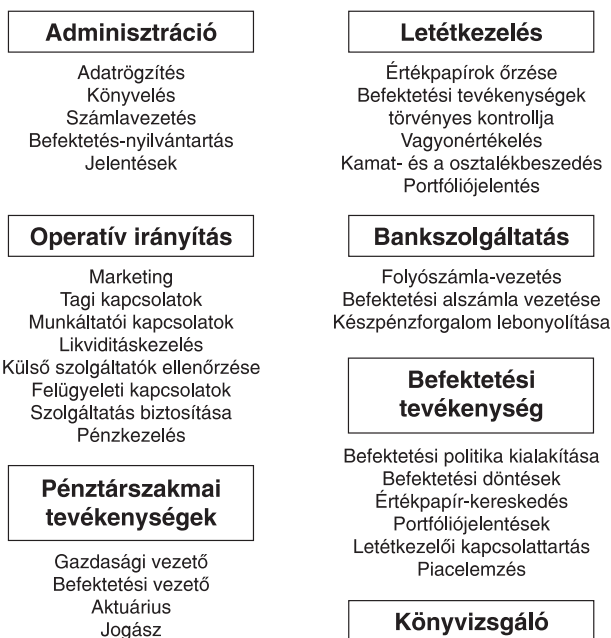 Adminisztráció
Adatrögzítés
Könyvelés
Számlavezetés
Befektetés-nyilvántartás
Jelentések
Operatív irányítás
Marketing
Tagi kapcsolatok
Munkáltatói kapcsolatok
Likviditáskezelés
Külső szolgáltatók ellenőrzése
Felügyeleti kapcsolatok
Szolgáltatás biztosítása
Pénzkezelés
Pénztárszakmai
tevékenységek
Gazdasági vezető
Befektetési vezető
Aktuárius
Jogász
Letétkezelés
Értékpapírok őrzése
Befektetési tevékenységek
törvényes kontrollja
Vagyonértékelés
Kamat- és a osztalékbeszedés
Portfóliójelentés
Bankszolgáltatás
Folyószámla-vezetés
Befektetési alszámla vezetése
Készpénzforgalom lebonyolítása
Befektetési
tevékenység
Befektetési politika kialakítása
Befektetési döntések
Értékpapír-kereskedés
Portfóliójelentések
Letétkezelői kapcsolattartás
Piacelemzés
Könyvizsgáló